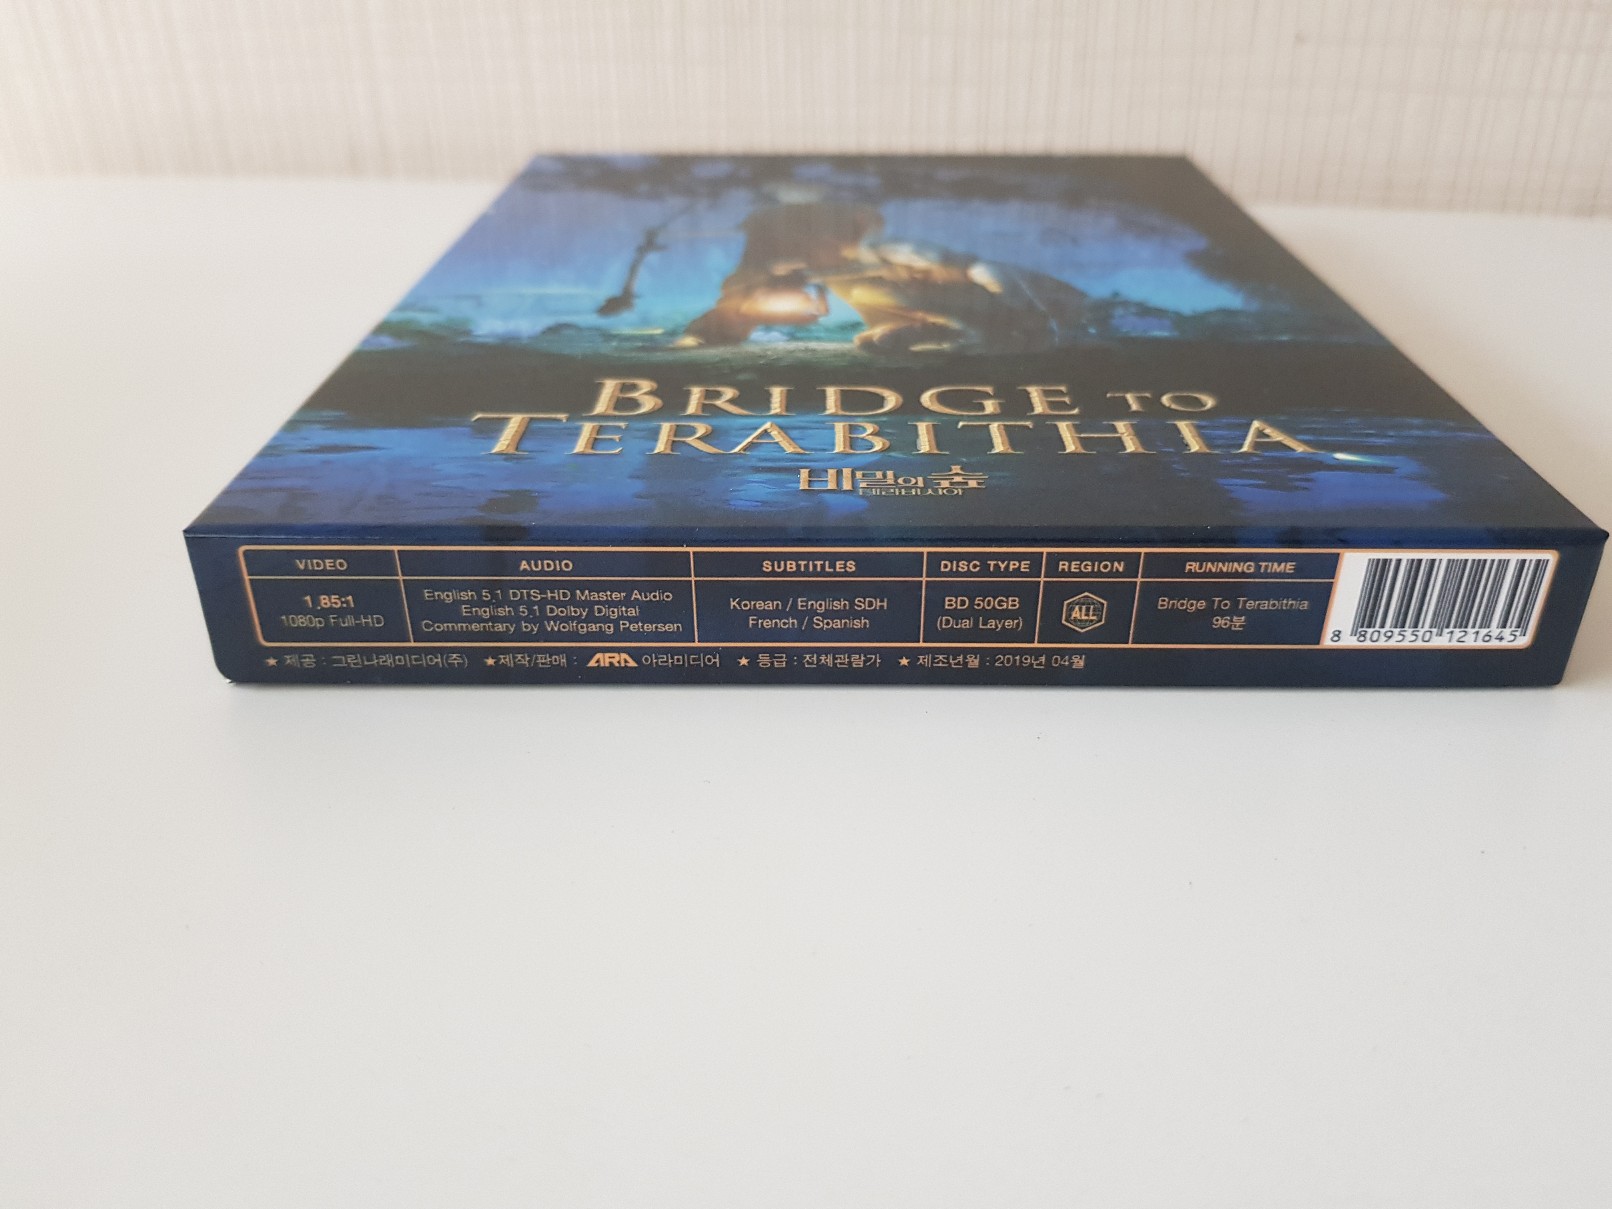 BRIDGE TO
TERABITHIA
비밀의 숲
테라비시아
VIDEO
1.85:1
1080p Full-HD
AUDIO
English 5.1 DTS-HD Master Audio
English 5.1 Dolby Digital
Commentary by Wolfgang Petersen
SUBTITLES
Korean / English SDH
French / Spanish
DISC TYPE
BD 50GB
(Dual Layer)
REGION
ALL
RUNNING TIME
Bridge To Terabithia
96분
8 809550 121645
★ 제공 : 그린나래미디어(주) ★제작/판매 : ARA 아라미디어 ★ 등급 : 전체관람가 ★ 제조년월 : 2019년 04월